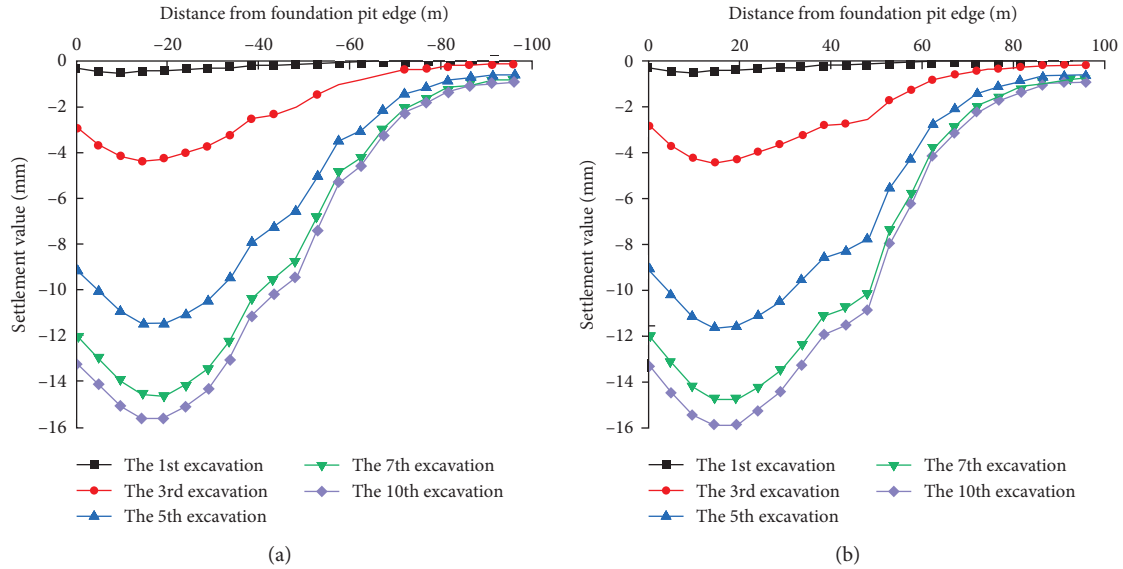 Distance from foundation pit edge (m)
0 −20 −40 −60 −80 −100
0
−2
−4
−6
−8
−10
−12
−14
−16
Settlement value (mm)
The 1st excavation
The 3rd excavation
The 5th excavation
The 7th excavation
The 10th excavation
(a)
Distance from foundation pit edge (m)
0 20 40 60 80 100
0
−2
−4
−6
−8
−10
−12
−14
−16
Settlement value (mm)
The 1st excavation
The 3rd excavation
The 5th excavation
The 7th excavation
The 10th excavation
(b)